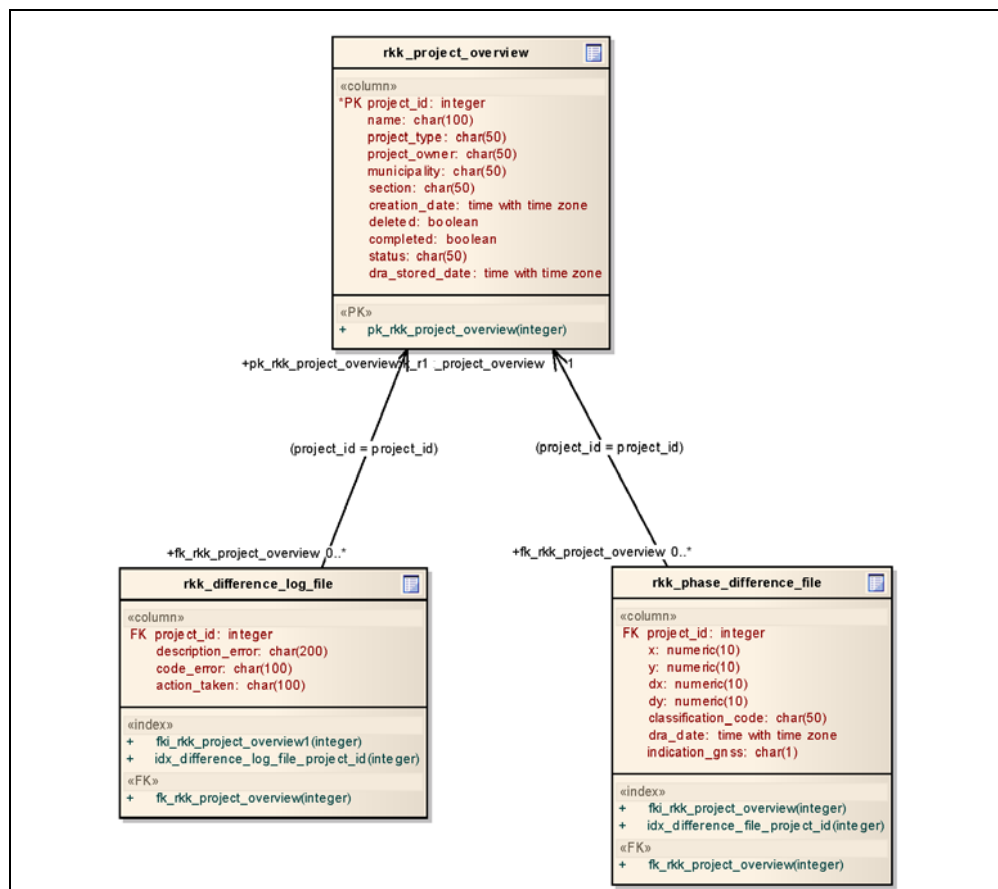 rkk_project_overview
«column»
*PK project_id: integer
name: char(100)
project_type: char(50)
project_owner: char(50)
municipality: char(50)
section: char(50)
creation_date: time with time zone
deleted: boolean
completed: boolean
status: char(50)
dra_stored_date: time with time zone
«PK»
+ pk_rkk_project_overview(integer)
+pk_rkk_project_overview _project_overview 1
(project_id = project_id)
(project_id = project_id)
+fk_rkk_project_overview 0..*
+fk_rkk_project_overview 0..*
rkk_difference_log_file
«column»
FK project_id: integer
description_error: char(200)
code_error: char(100)
action_taken: char(100)
«index»
+ fki_rkk_project_overview1(integer)
+ idx_difference_log_file_project_id(integer)
«FK»
+ fk_rkk_project_overview(integer)
rkk_phase_difference_file
«column»
FK project_id: integer
x: numeric(10)
y: numeric(10)
dx: numeric(10)
dy: numeric(10)
classification_code: char(50)
dra_date: time with time zone
indication_gnss: char(1)
«index»
+ fki_rkk_project_overview(integer)
+ idx_difference_file_project_id(integer)
«FK»
+ fk_rkk_project_overview(integer)